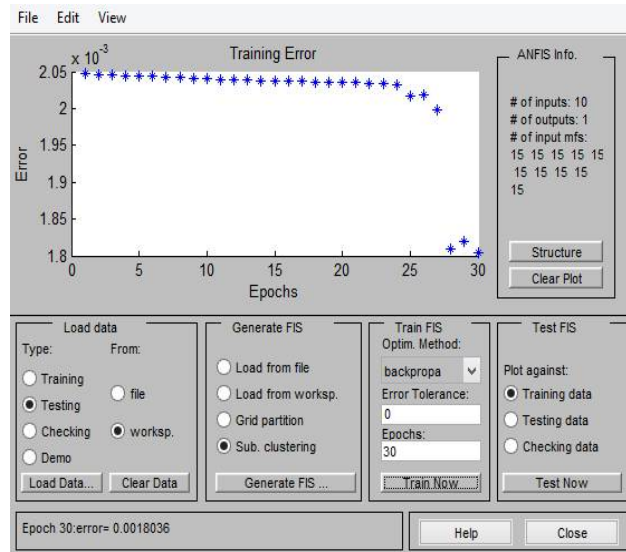 File Edit View
x 10-3
Training Error
2.05
2
1.95
1.9
1.85
1.8
Error
0 5 10 15 20 25 30
Epochs
ANFIS Info.
# of inputs: 10
# of outputs: 1
# of input mfs:
15 15 15 15 15
15 15 15 15
15
Structure
Clear Plot
Load data
Type: From:
Training
Testing
Checking
Demo
file
worksp.
Load Data... Clear Data
Generate FIS
Load from file
Load from worksp.
Grid partition
Sub. clustering
Generate FIS ...
Train FIS
Optim. Method:
backpropa
Error Tolerance:
0
Epochs:
30
Train Now
Test FIS
Plot against:
Training data
Testing data
Checking data
Test Now
Epoch 30:error= 0.0018036
Help Close